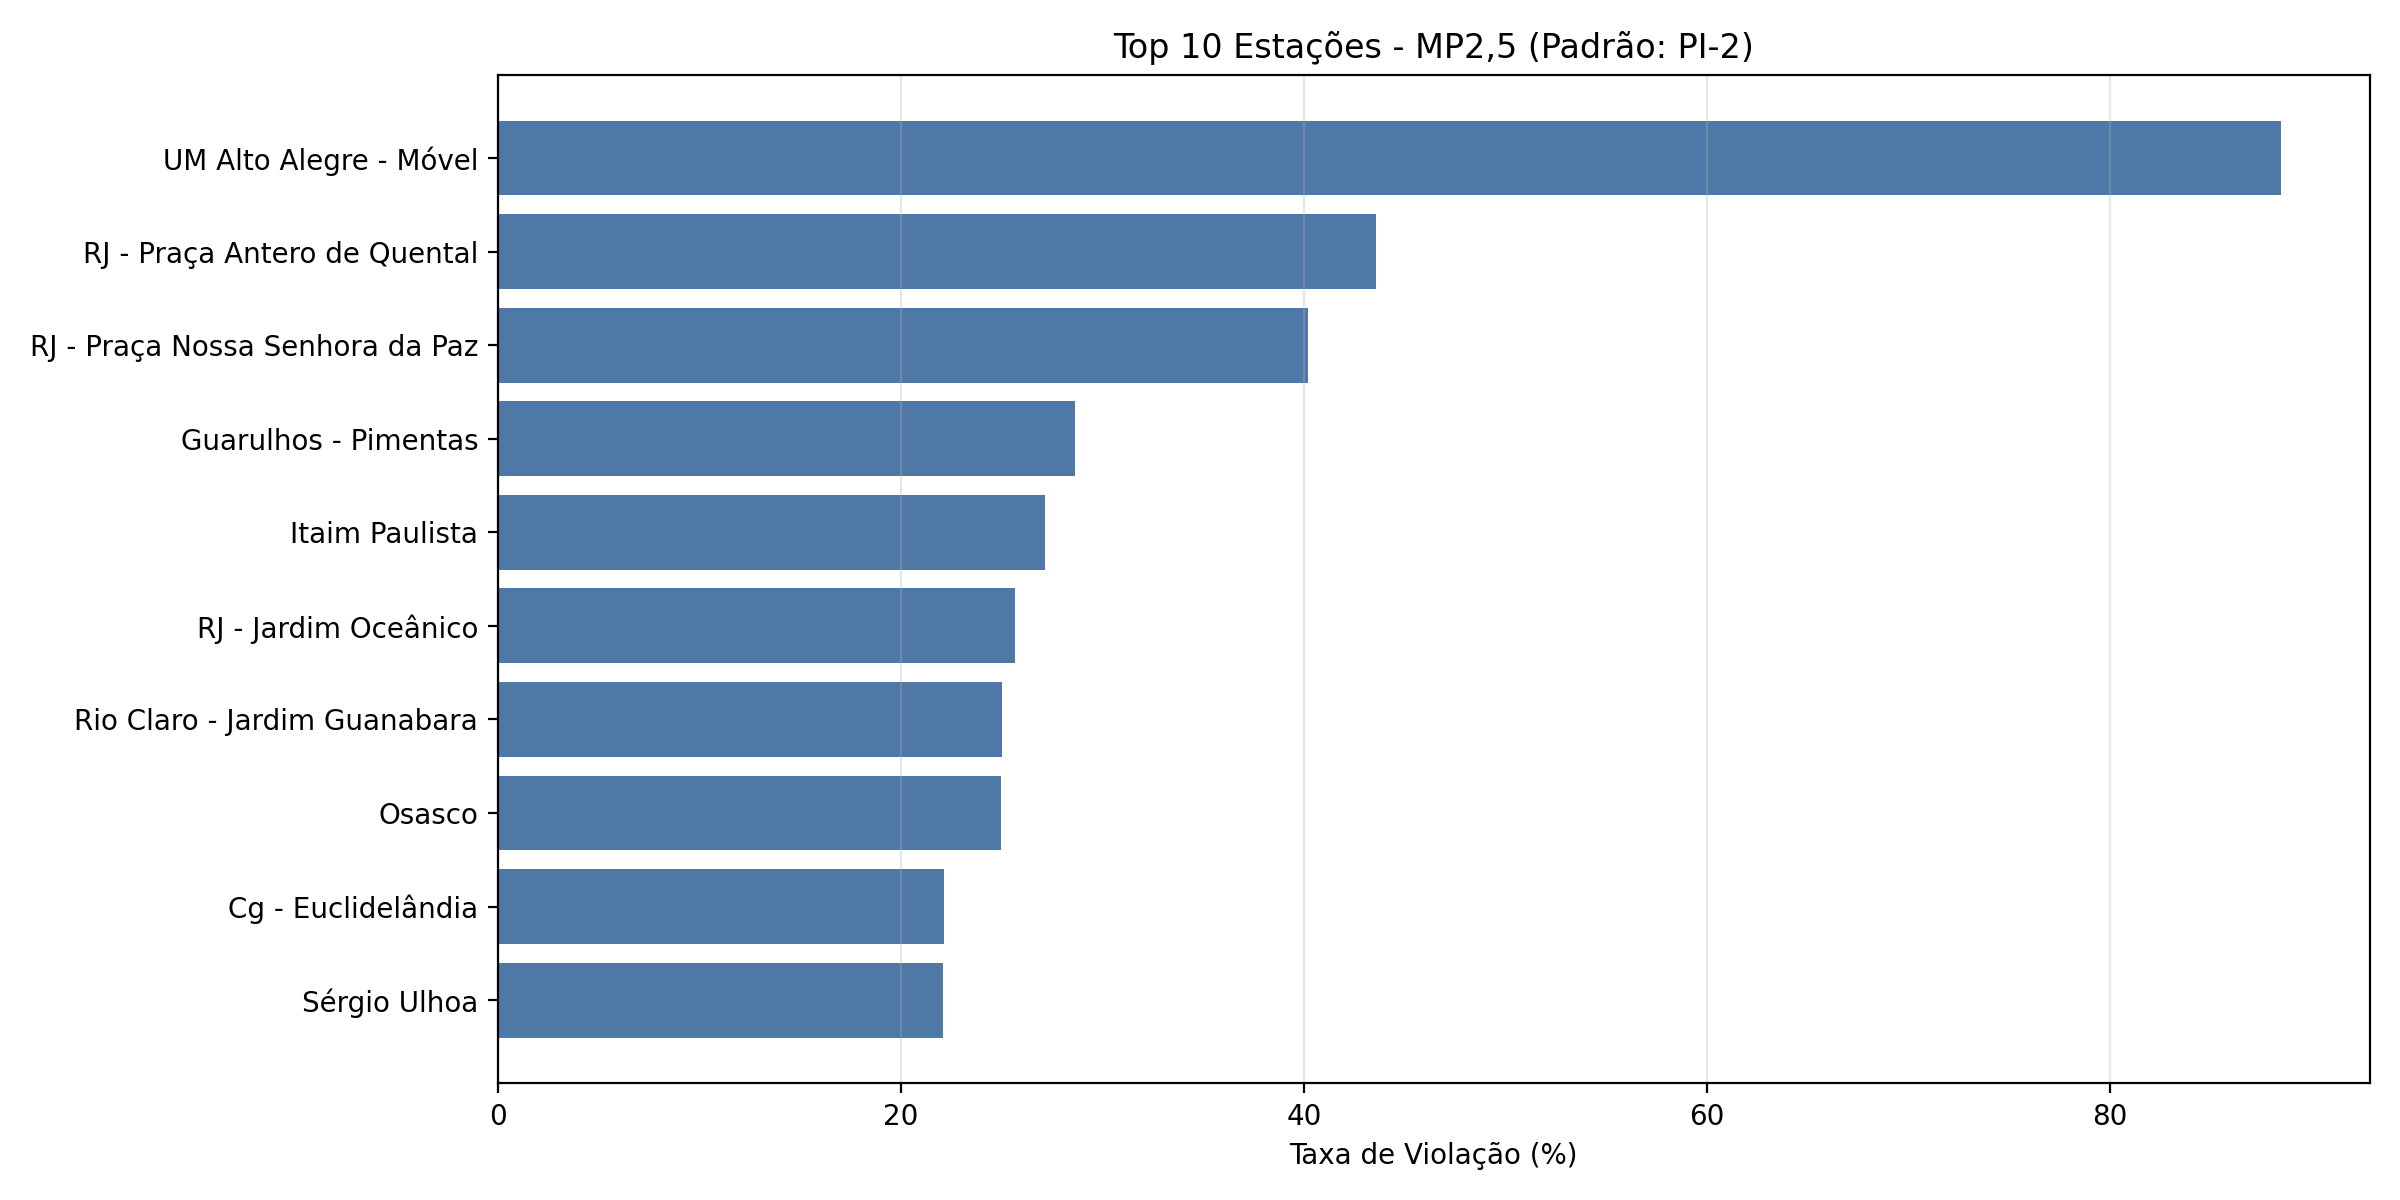 Top 10 Estações - MP2,5 (Padrão: PI-2)
UM Alto Alegre - Móvel
RJ - Praça Antero de Quental
RJ - Praça Nossa Senhora da Paz
Guarulhos - Pimentas
Itaim Paulista
RJ - Jardim Oceânico
Rio Claro - Jardim Guanabara
Osasco
Cg - Euclidelândia
Sérgio Ulhoa
0 20 40 60 80
Taxa de Violação (%)